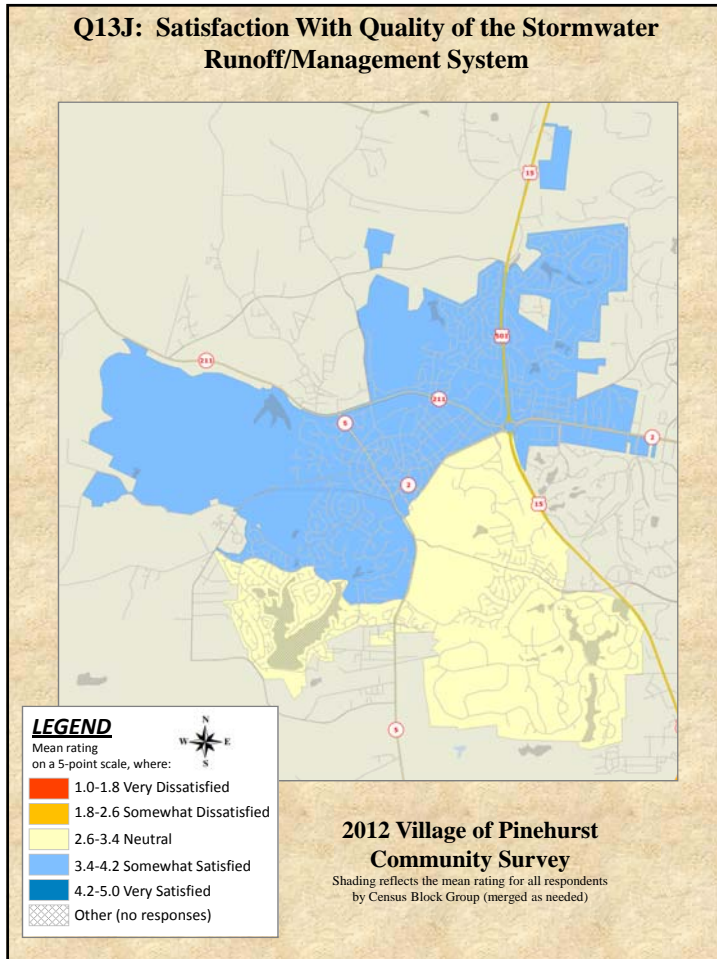 Q13J: Satisfaction With Quality of the Stormwater
Runoff/Management System
15
501
211
211
5
2
2
15
5
LEGEND
N
W E
S
Mean rating
on a 5-point scale, where:
1.0-1.8 Very Dissatisfied
1.8-2.6 Somewhat Dissatisfied
2.6-3.4 Neutral
3.4-4.2 Somewhat Satisfied
4.2-5.0 Very Satisfied
Other (no responses)
2012 Village of Pinehurst
Community Survey
Shading reflects the mean rating for all respondents
by Census Block Group (merged as needed)